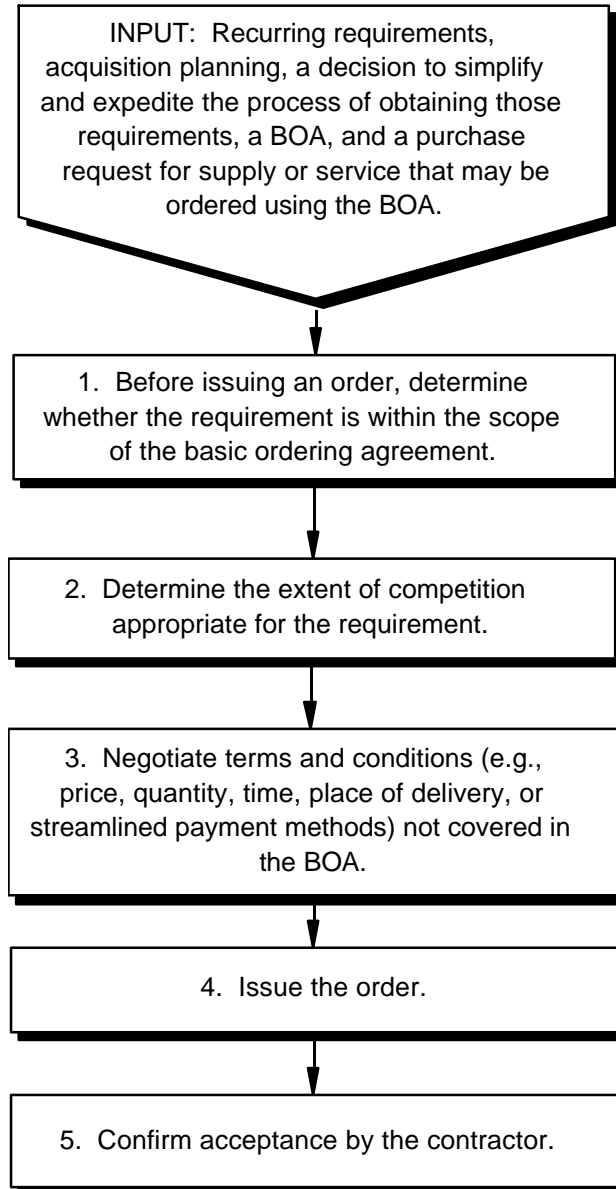 INPUT: Recurring requirements,
acquisition planning, a decision to simplify
and expedite the process of obtaining those
requirements, a BOA, and a purchase
request for supply or service that may be
ordered using the BOA.
1. Before issuing an order, determine
whether the requirement is within the scope
of the basic ordering agreement.
2. Determine the extent of competition
appropriate for the requirement.
3. Negotiate terms and conditions (e.g.,
price, quantity, time, place of delivery, or
streamlined payment methods) not covered in
the BOA.
4. Issue the order.
5. Confirm acceptance by the contractor.